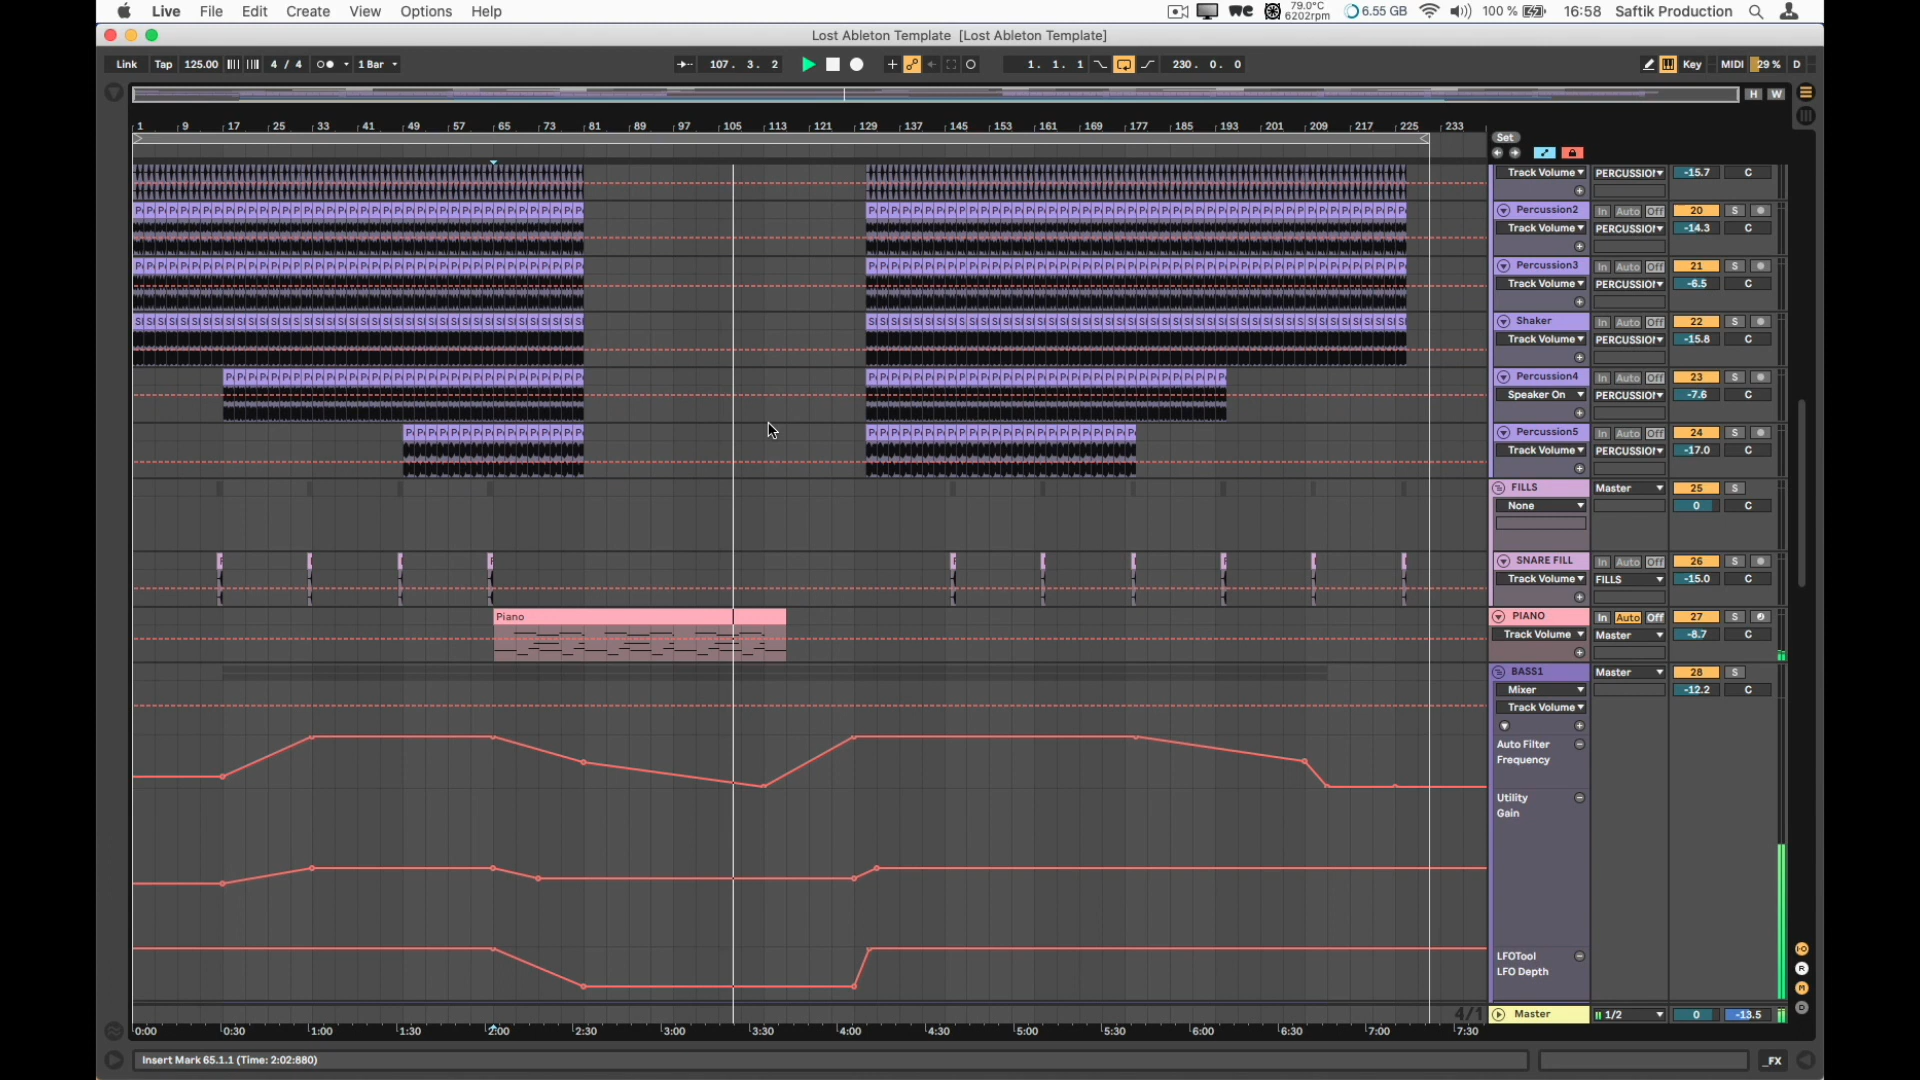 Live File Edit Create View Options Help
79.0°C
6202rpm
6.55 GB
100 %
16:58
Saftik Production
Lost Ableton Template [Lost Ableton Template]
Link Tap 125.00 4 / 4 1 Bar
107. 3. 2
1. 1. 1
230. 0. 0
Key MIDI 29 % D
H W
1 9 17 25 33 41 49 57 65 73 81 89 97 105 113 121 129 137 145 153 161 169 177 185 193 201 209 217 225 233
Set
Track Volume -15.7 C
Percussion2 In Auto Off 20 S
Track Volume -14.3 C
Percussion3 In Auto Off 21 S
Track Volume -6.5 C
Shaker In Auto Off 22 S
Track Volume -15.8 C
Percussion4 In Auto Off 23 S
Speaker On -7.6 C
Percussion5 In Auto Off 24 S
Track Volume -17.0 C
FILLS Master 25 S
None 0 C
SNARE FILL In Auto Off 26 S
Track Volume FILLS -15.0 C
Piano
PIANO In Auto Off 27 S
Track Volume Master -8.7 C
BASS1 Master 28 S
Mixer -12.2 C
Track Volume
Auto Filter
Frequency
Utility
Gain
LFOTool
LFO Depth
4/1
Master 1/2 0 -13.5
0:00 0:30 1:00 1:30 2:00 2:30 3:00 3:30 4:00 4:30 5:00 5:30 6:00 6:30 7:00 7:30
Insert Mark 65.1.1 (Time: 2:02:880)
_FX